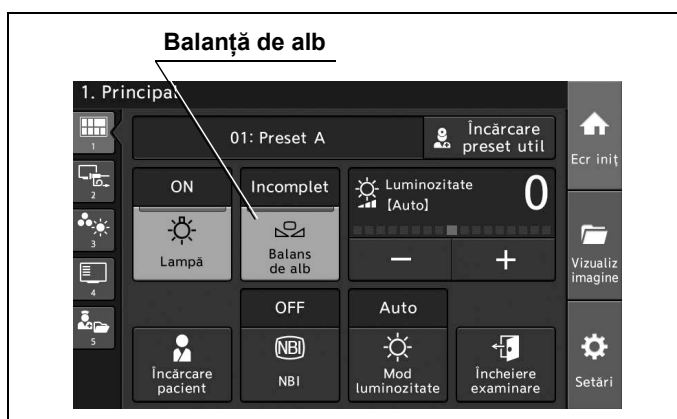 Balanță de alb
1. Principal
1
2
3
4
5
01: Preset A
Încărcare
preset util
ON
Lampă
Incomplet
Balans
de alb
Luminozitate
[Auto]
0
−
+
Încărcare
pacient
OFF
NBI
NBI
Auto
Mod
luminozitate
Încheiere
examinare
Ecr iniț
Vizualiz
imagine
Setări